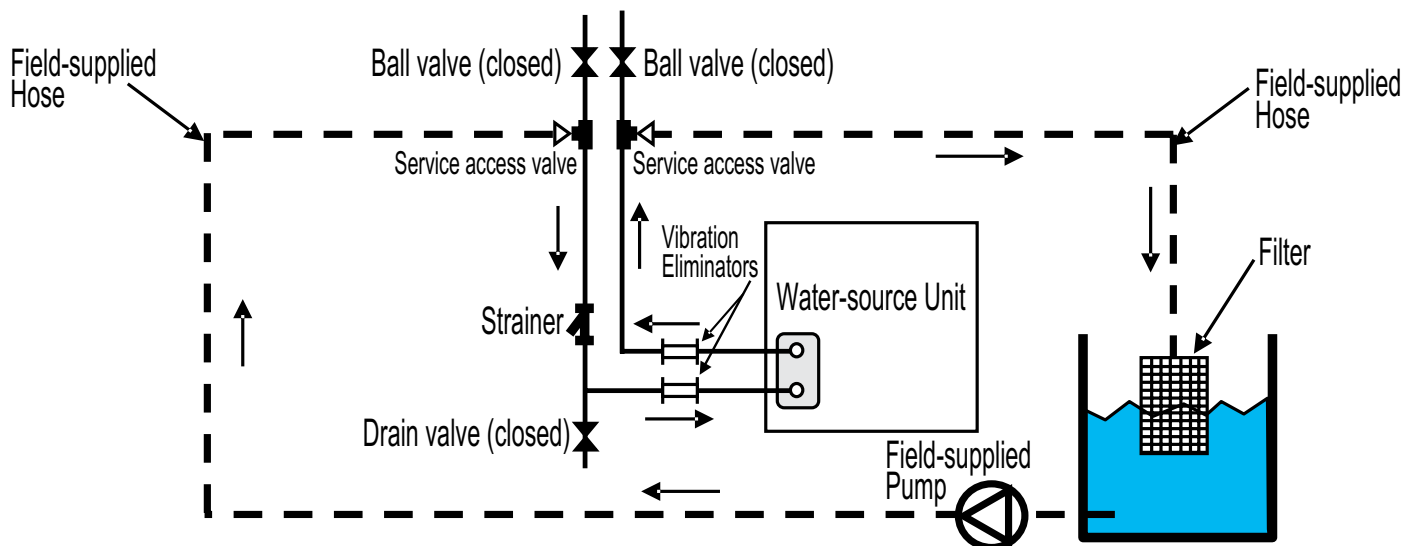 Field-supplied
Hose
Ball valve (closed)
Ball valve (closed)
Field-supplied
Hose
Service access valve
Service access valve
Vibration
Eliminators
Filter
Water-source Unit
Strainer
Drain valve (closed)
Field-supplied
Pump